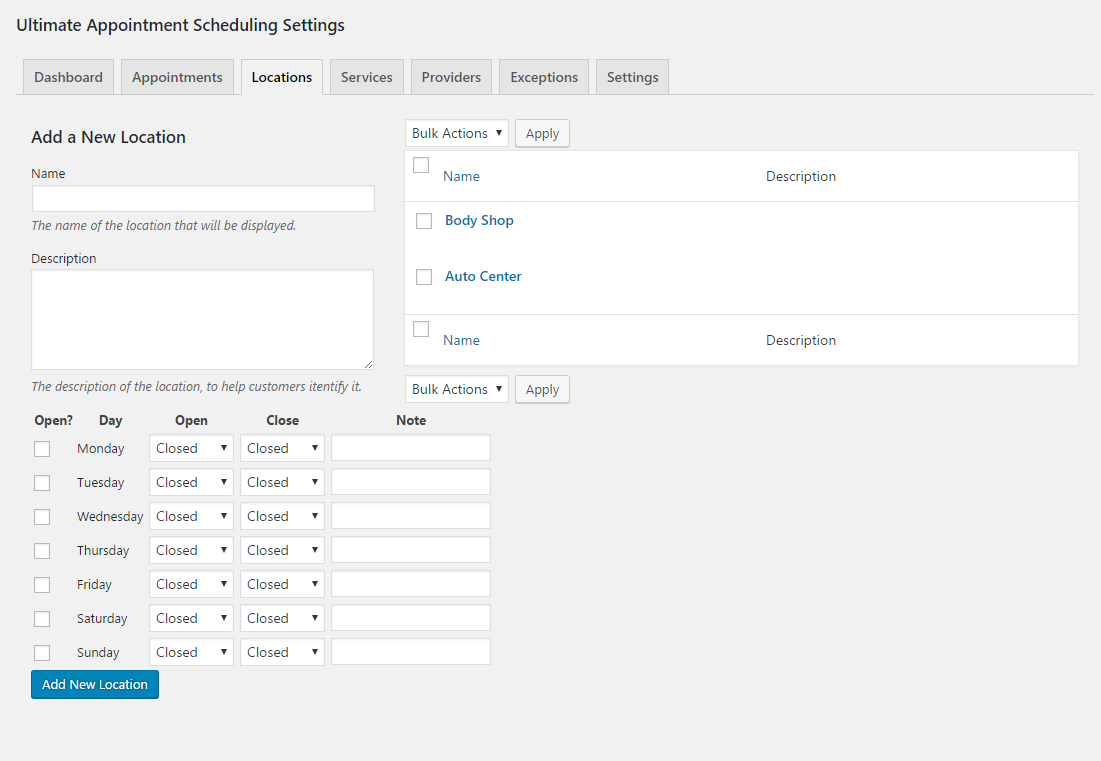 Ultimate Appointment Scheduling Settings
Dashboard Appointments Locations Services Providers Exceptions Settings
Add a New Location
Name
The name of the location that will be displayed.
Description
The description of the location, to help customers itentify it.
Open? Day Open Close Note
Monday Closed Closed
Tuesday Closed Closed
Wednesday Closed Closed
Thursday Closed Closed
Friday Closed Closed
Saturday Closed Closed
Sunday Closed Closed
Add New Location
Bulk Actions Apply
Name Description
Body Shop
Auto Center
Name Description
Bulk Actions Apply